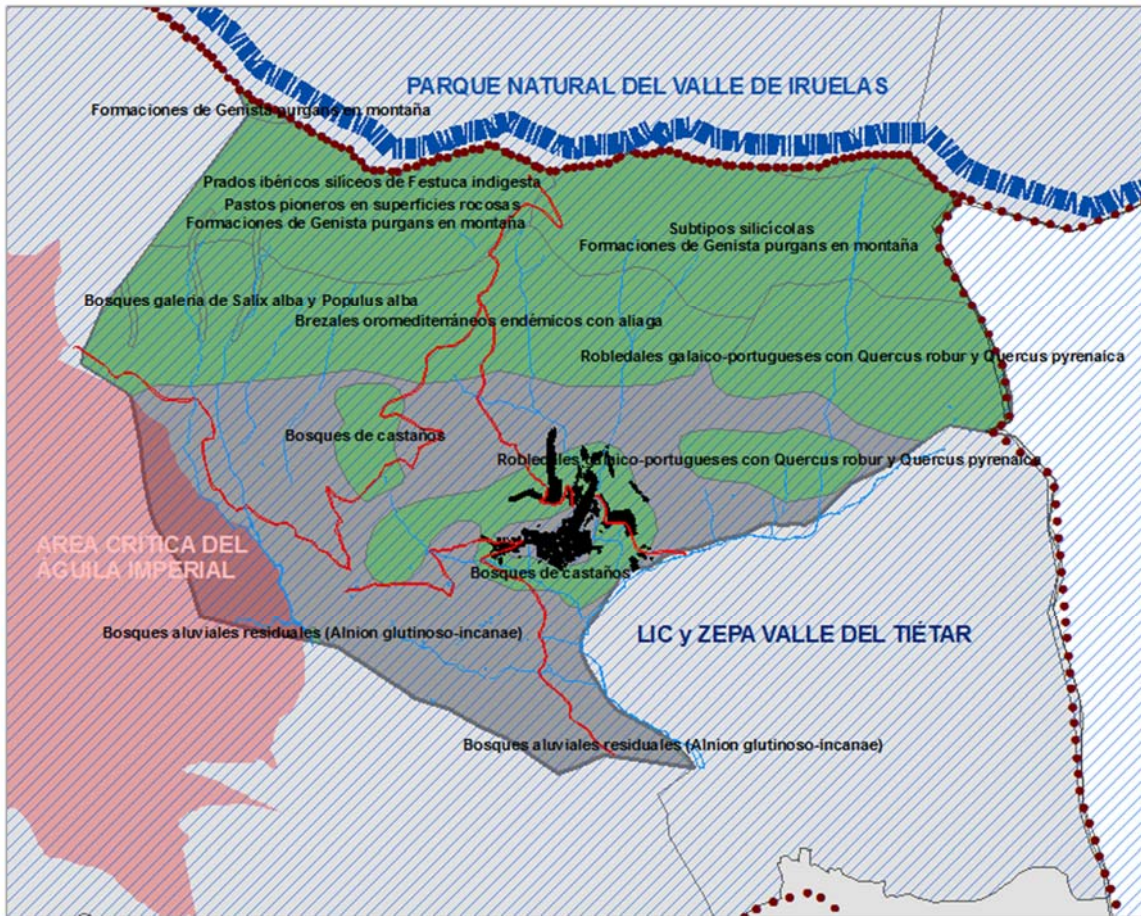 PARQUE NATURAL DEL VALLE DE IRUELAS
Formaciones de Genista purgans en montaña
Prados ibéricos silíceos de Festuca indigesta
Pastos pioneros en superficies rocosas
Formaciones de Genista purgans en montaña
Subtipos silicícolas
Formaciones de Genista purgans en montaña
Bosques galería de Salix alba y Populus alba
Brezales oromediterráneos endémicos con aliaga
Robledales galaico-portugueses con Quercus robur y Quercus pyrenaica
Bosques de castaños
Robledales galaico-portugueses con Quercus robur y Quercus pyrenaica
AREA CRÍTICA DEL
ÁGUILA IMPERIAL
Bosques de castaños
Bosques aluviales residuales (Alnion glutinoso-incanae)
LIC y ZEPA VALLE DEL TIÉTAR
Bosques aluviales residuales (Alnion glutinoso-incanae)